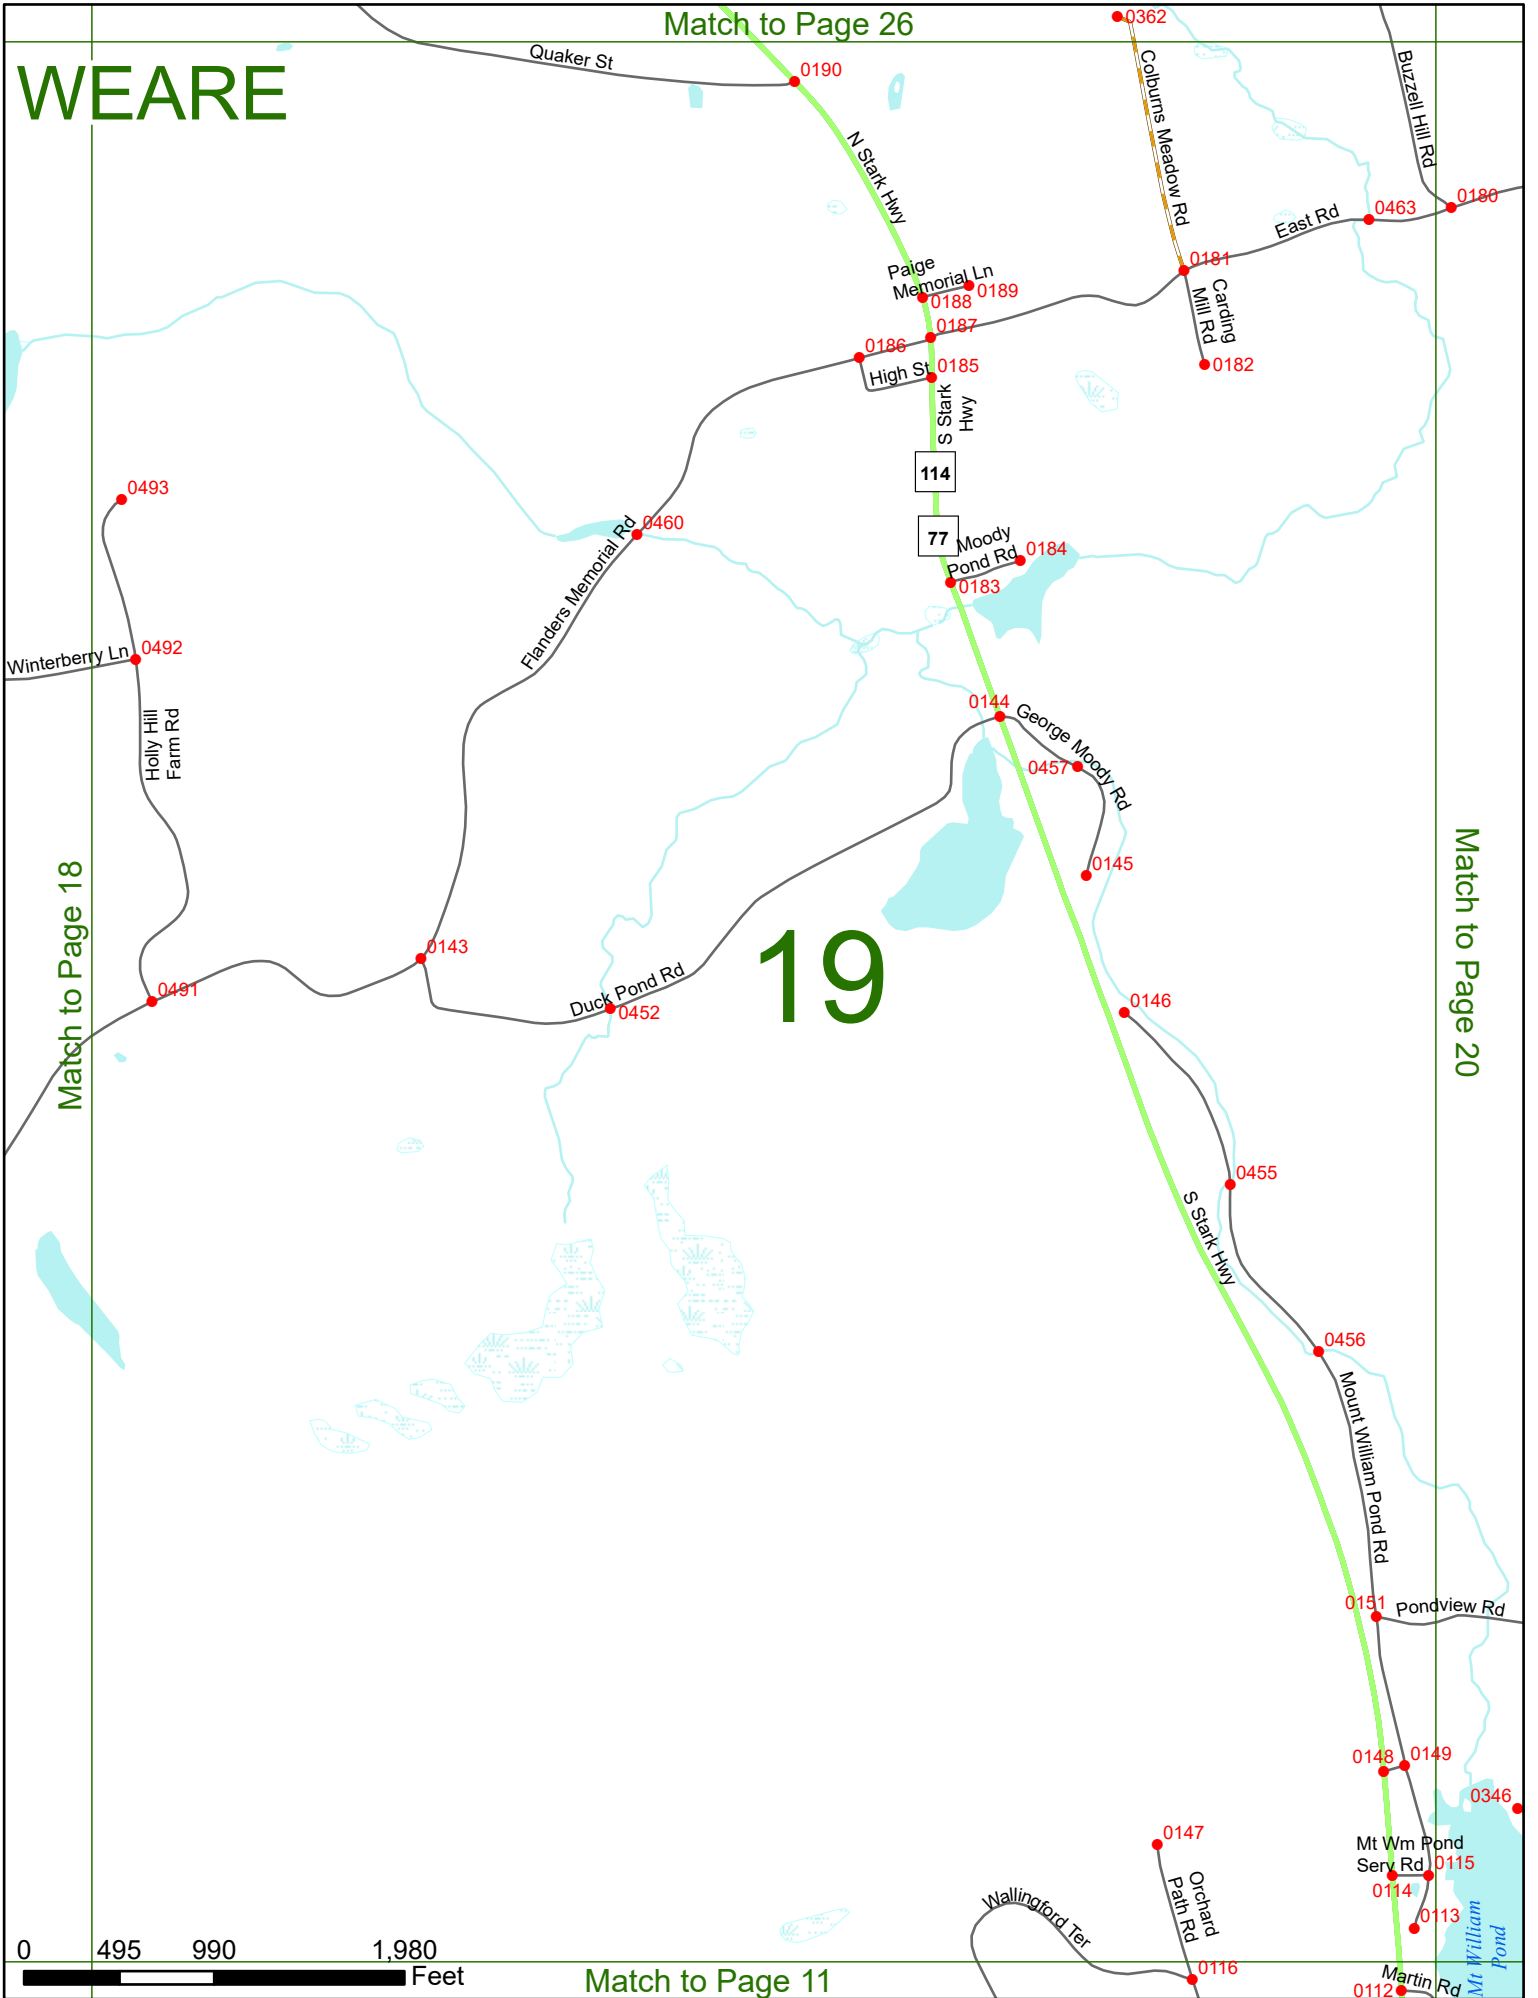 Match to Page 26
0362
WEARE
Quaker St
0190
Colburns Meadow Rd
Buzzell Hill Rd
N Stark Hwy
0463
0180
East Rd
0181
Paige
Memorial Ln
0189
0188
Carding
Mill Rd
0187
0186
0185
High St
0182
S Stark
Hwy
114
77
0493
0460
Moody
Pond Rd
0184
0183
Flanders Memorial Rd
0492
Winterberry Ln
Holly Hill
Farm Rd
0144
George Moody Rd
0457
0145
Match to Page 18
Match to Page 20
0143
19
0491
Duck Pond Rd
0452
0146
0455
S Stark Hwy
0456
Mount William Pond Rd
0151
Pondview Rd
0148
0149
0346
0147
Mt Wm Pond
Serv Rd
0115
0114
Orchard
Path Rd
Wallingford Ter
0113
Mt William
Pond
0 495 990 1,980
Feet
Match to Page 11
0116
Martin Rd
0112